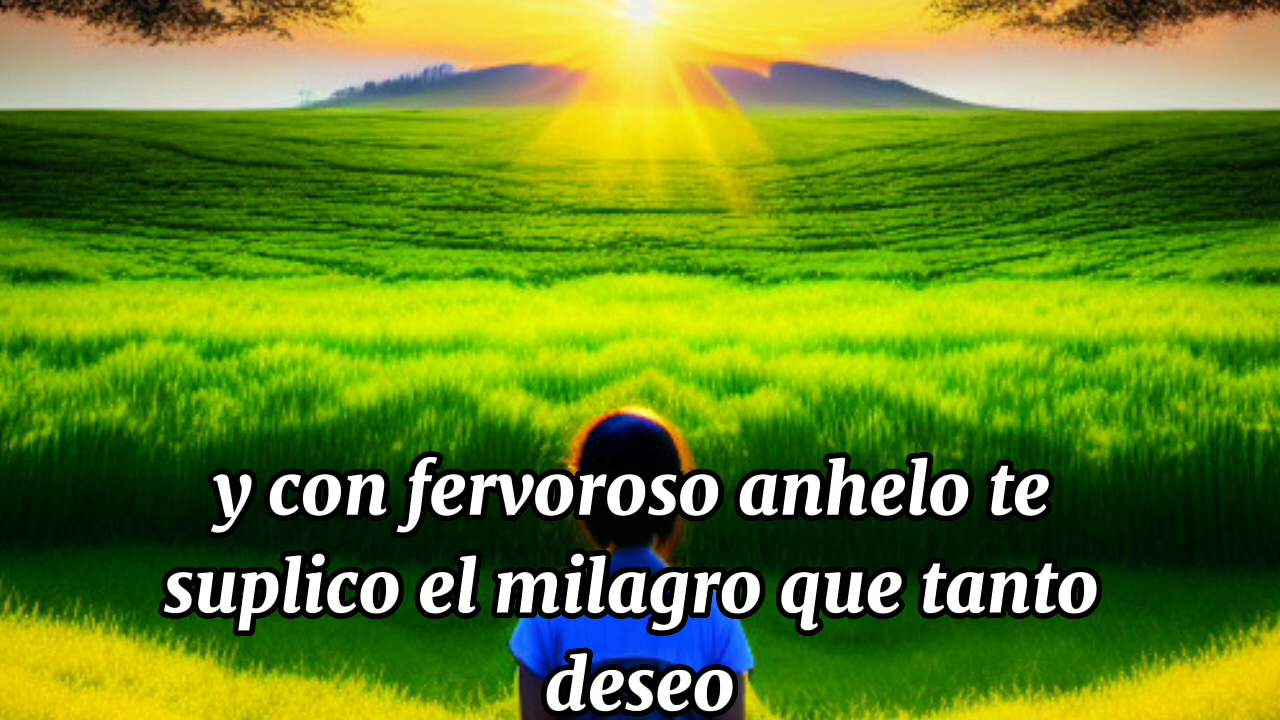 y con fervoroso anhelo te
suplico el milagro que tanto
deseo